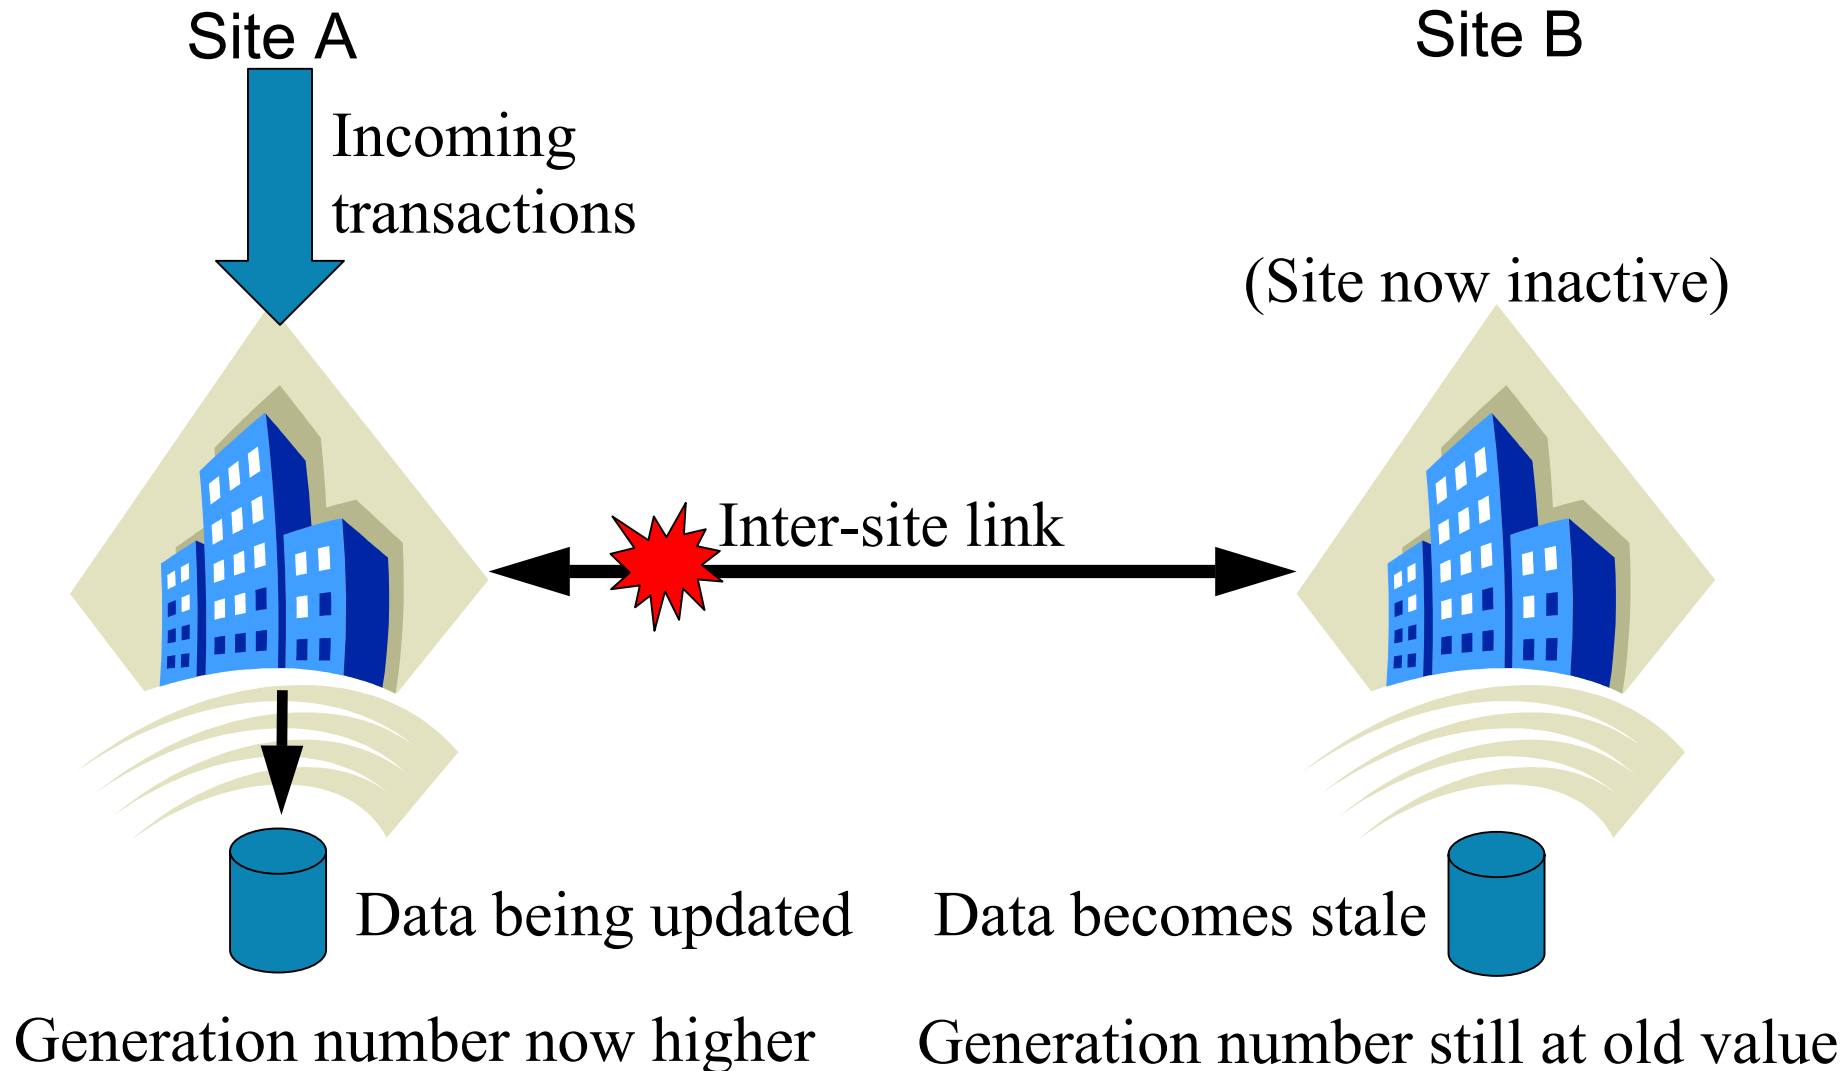 Site A
Site B
Incoming
transactions
(Site now inactive)
Inter-site link
Data being updated
Data becomes stale
Generation number now higher
Generation number still at old value